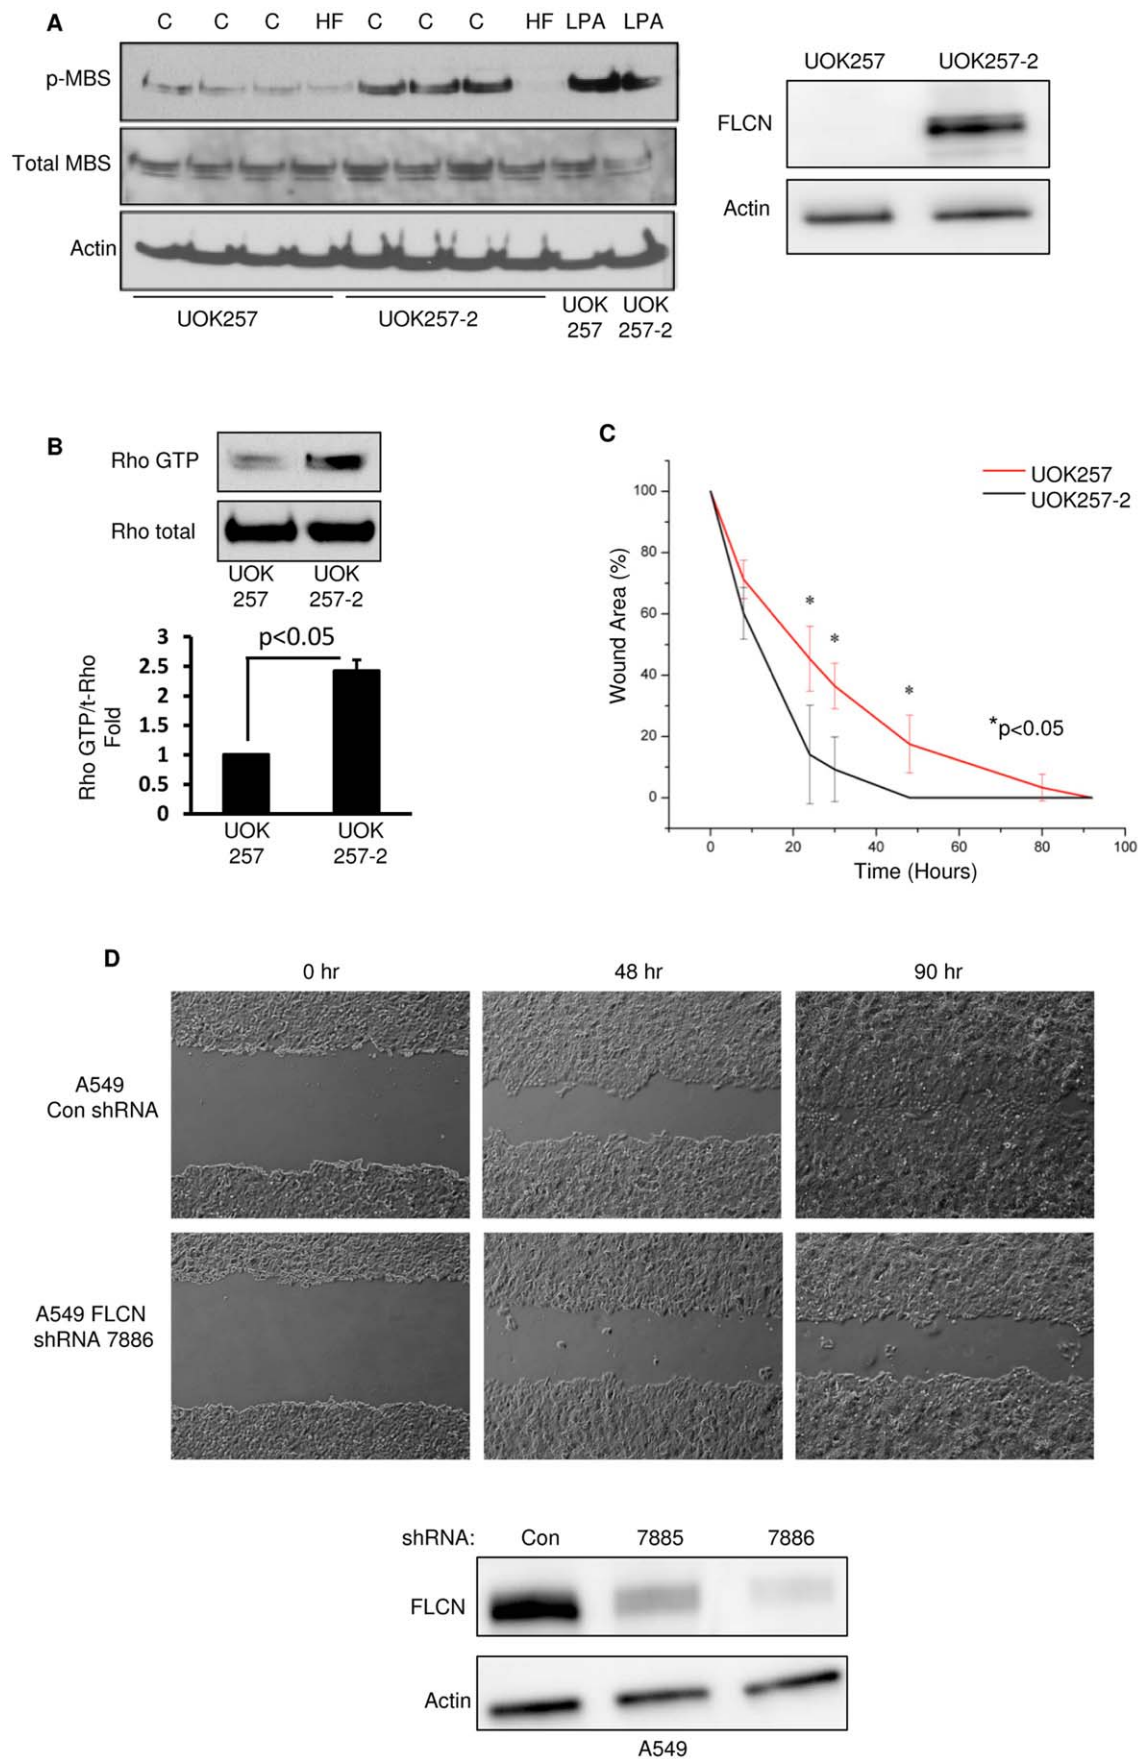 A
C C C HF C C C HF LPA LPA
p-MBS
Total MBS
Actin
UOK257
UOK257-2
UOK
257
UOK
257-2
UOK257 UOK257-2
FLCN
Actin
B
Rho GTP
Rho total
UOK
257
UOK
257-2
Rho GTP/t-Rho
Fold
3
2.5
2
1.5
1
0.5
0
p<0.05
UOK
257
UOK
257-2
C
Wound Area (%)
100
80
60
40
20
0
UOK257
UOK257-2
*
*
*
*p<0.05
0 20 40 60 80 100
Time (Hours)
D
0 hr 48 hr 90 hr
A549
Con shRNA
A549 FLCN
shRNA 7886
shRNA: Con 7885 7886
FLCN
Actin
A549